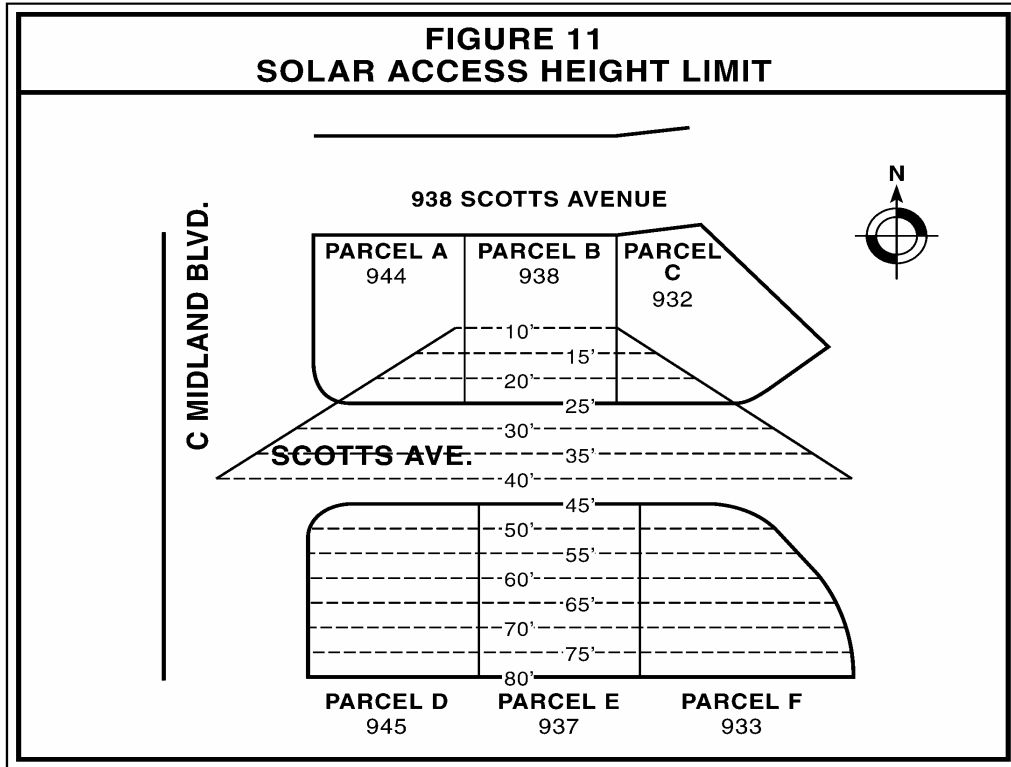 FIGURE 11
SOLAR ACCESS HEIGHT LIMIT
938 SCOTTS AVENUE
N
C MIDLAND BLVD.
PARCEL A
944
PARCEL B
938
PARCEL
C
932
10'
15'
20'
25'
30'
SCOTTS AVE.
35'
40'
45'
50'
55'
60'
65'
70'
75'
80'
PARCEL D
945
PARCEL E
937
PARCEL F
933